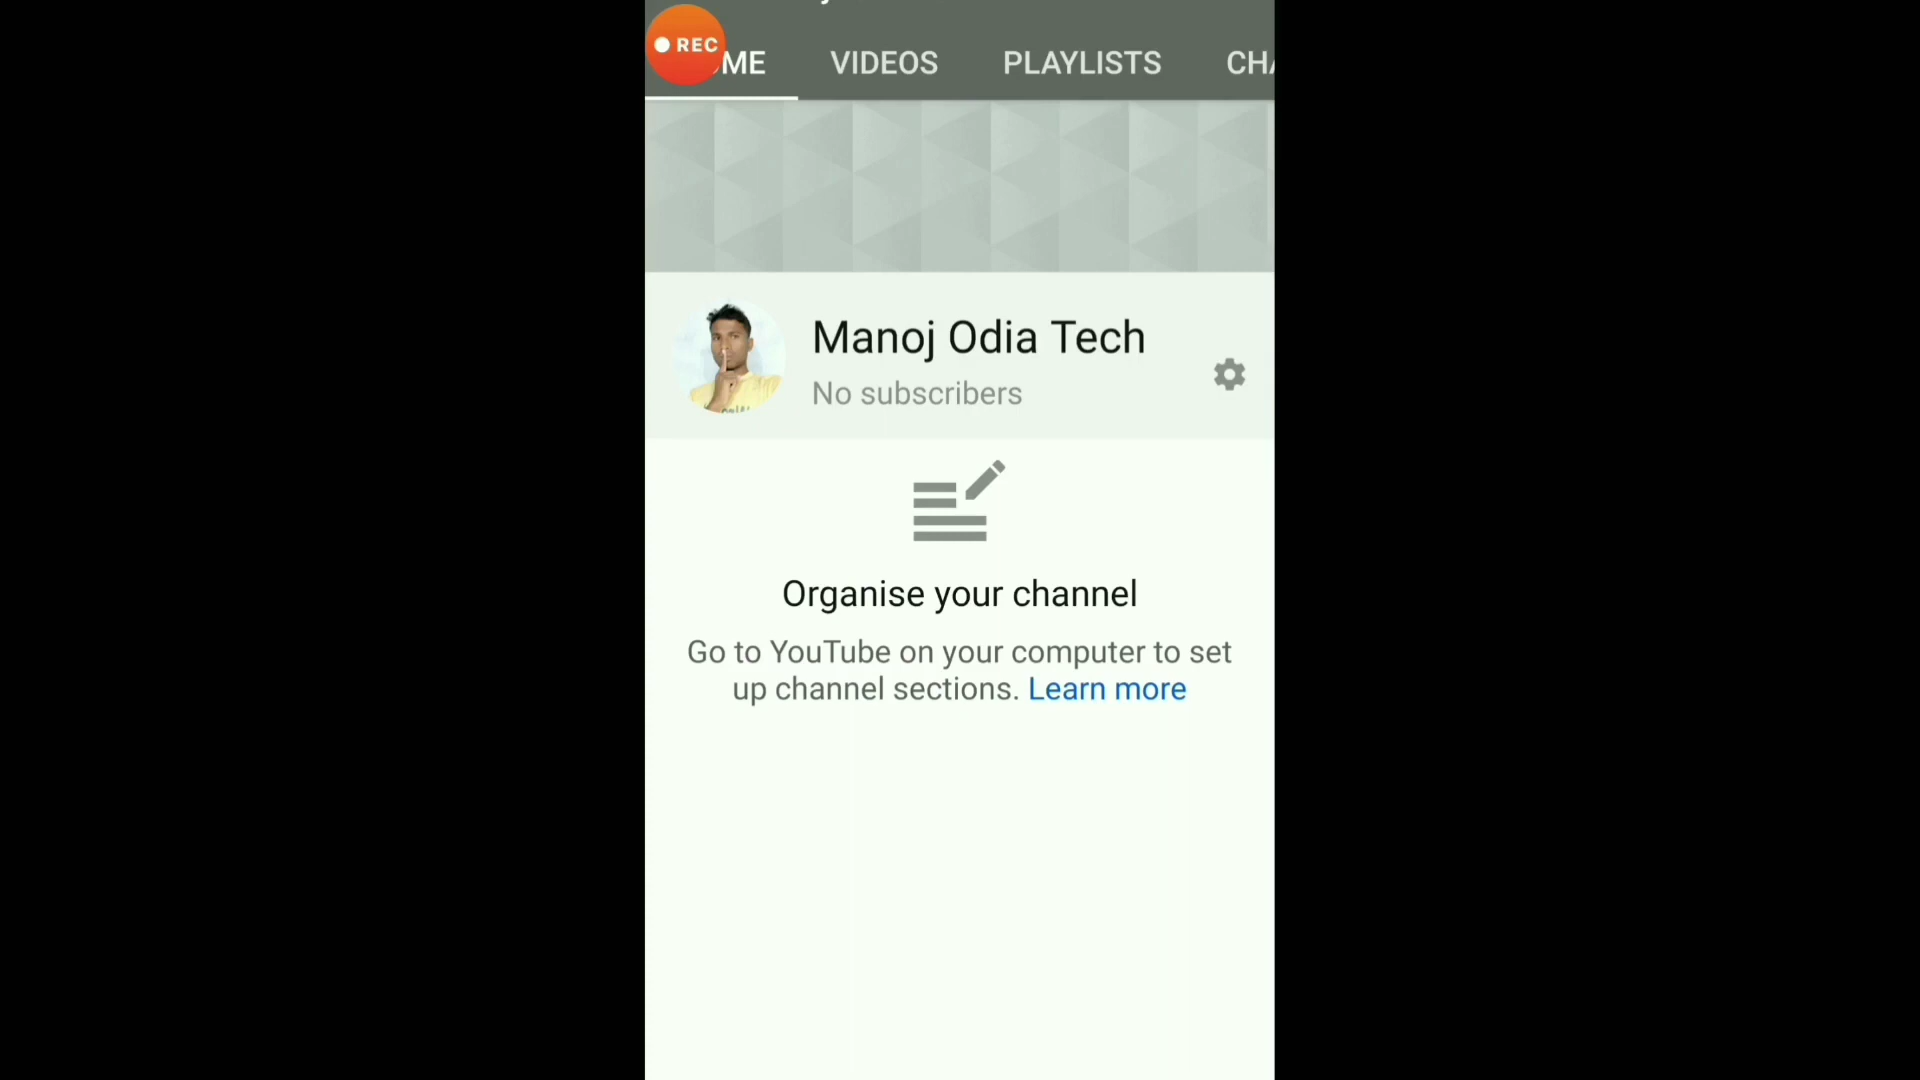 REC
ME VIDEOS PLAYLISTS CHA
Manoj Odia Tech
No subscribers
Organise your channel
Go to YouTube on your computer to set
up channel sections. Learn more